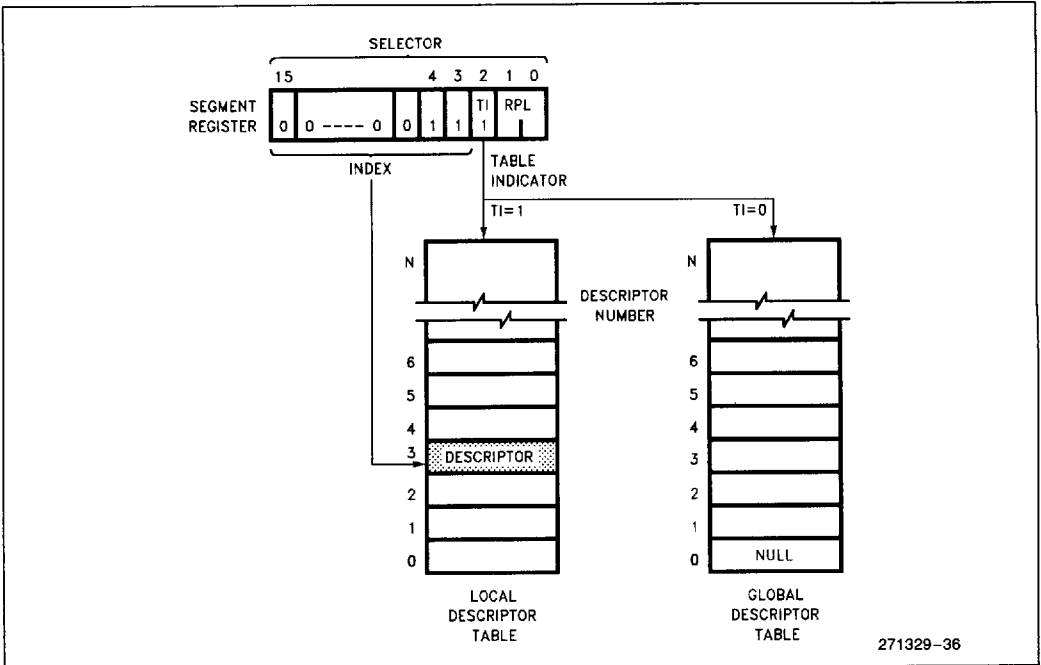 SELECTOR
15 4 3 2 1 0
SEGMENT
REGISTER
TI RPL
0 0 ---- 0 0 1 1 1
INDEX
TABLE
INDICATOR
TI=1
TI=0
N
N
DESCRIPTOR
NUMBER
6
5
4
3 DESCRIPTOR
2
1
0
6
5
4
3
2
1
0 NULL
LOCAL
DESCRIPTOR
TABLE
GLOBAL
DESCRIPTOR
TABLE
271329-36